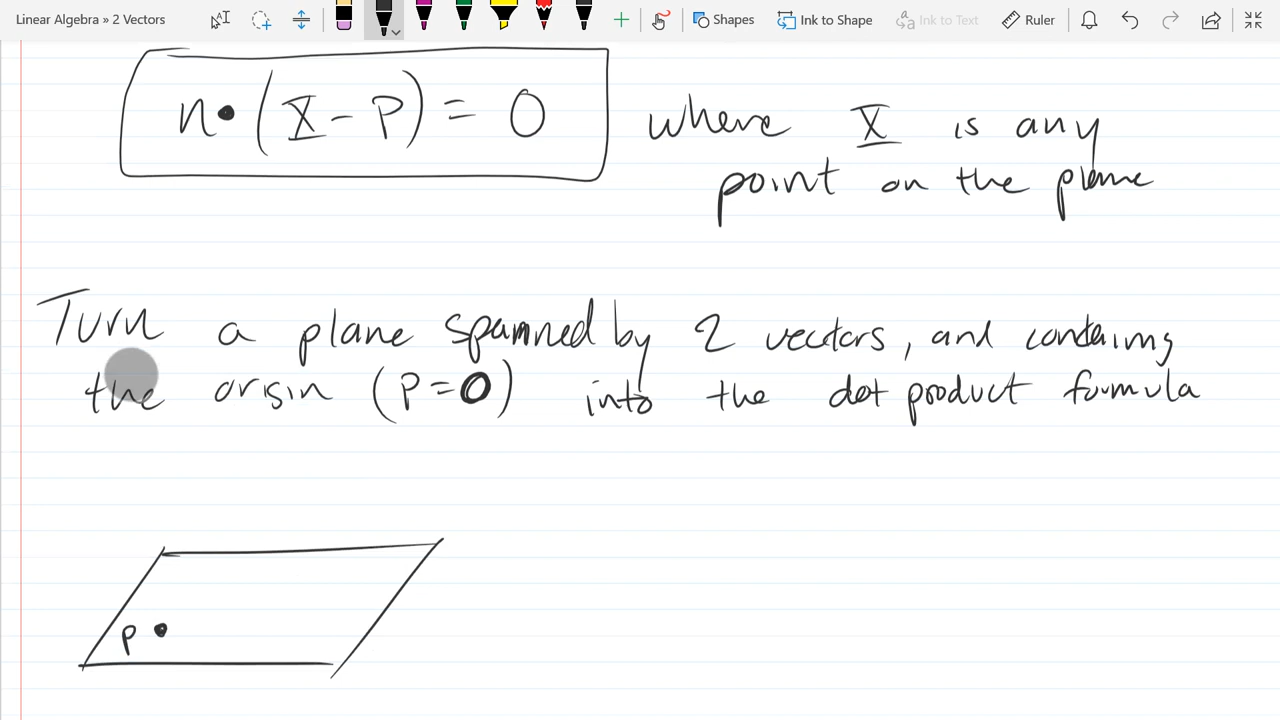 Linear Algebra » 2 Vectors
Shapes
Ink to Shape
Ink to Text
Ruler
n•(X-P) = 0
where X is any
point on the plane
Turn a plane spanned by 2 vectors, and containing
the origin (P=0) into the dot product formula
P